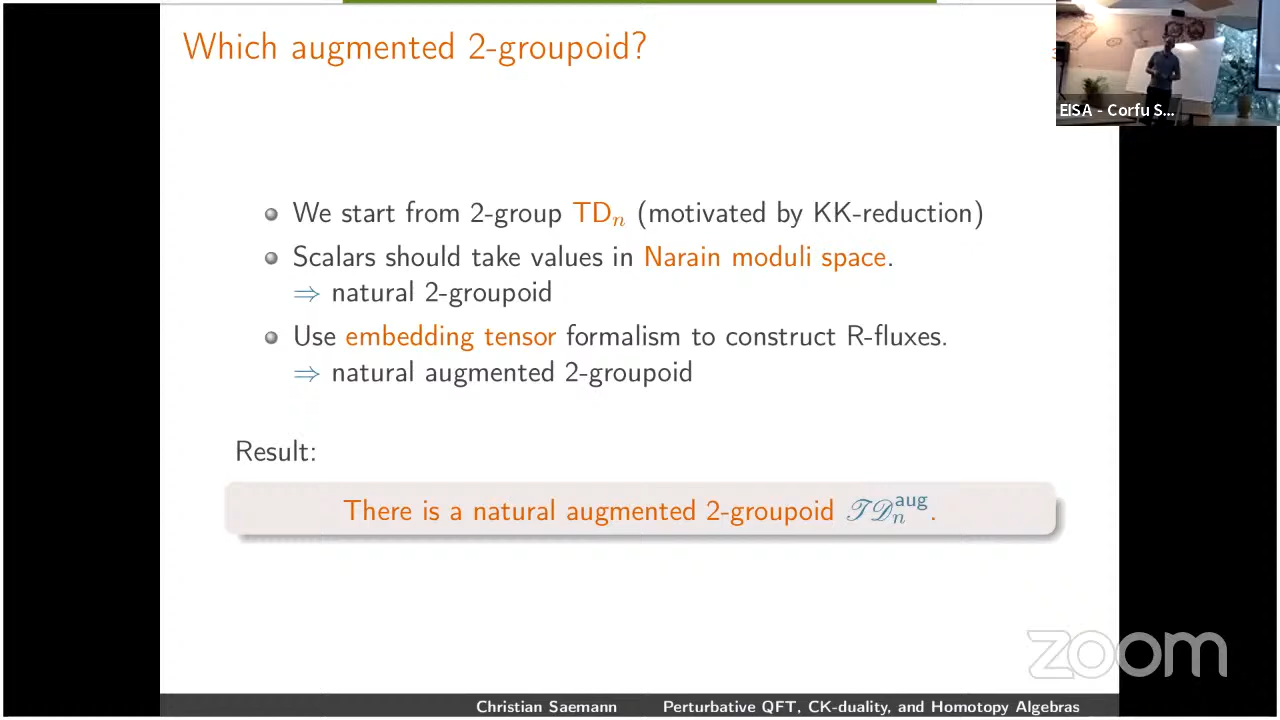 Which augmented 2-groupoid?
EISA - Corfu S...
We start from 2-group TDₙ (motivated by KK-reduction)
Scalars should take values in Narain moduli space.
⇒ natural 2-groupoid
Use embedding tensor formalism to construct R-fluxes.
⇒ natural augmented 2-groupoid
Result:
There is a natural augmented 2-groupoid 𝒯𝒟ₙ^aug.
zoom
Christian Saemann Perturbative QFT, CK-duality, and Homotopy Algebras